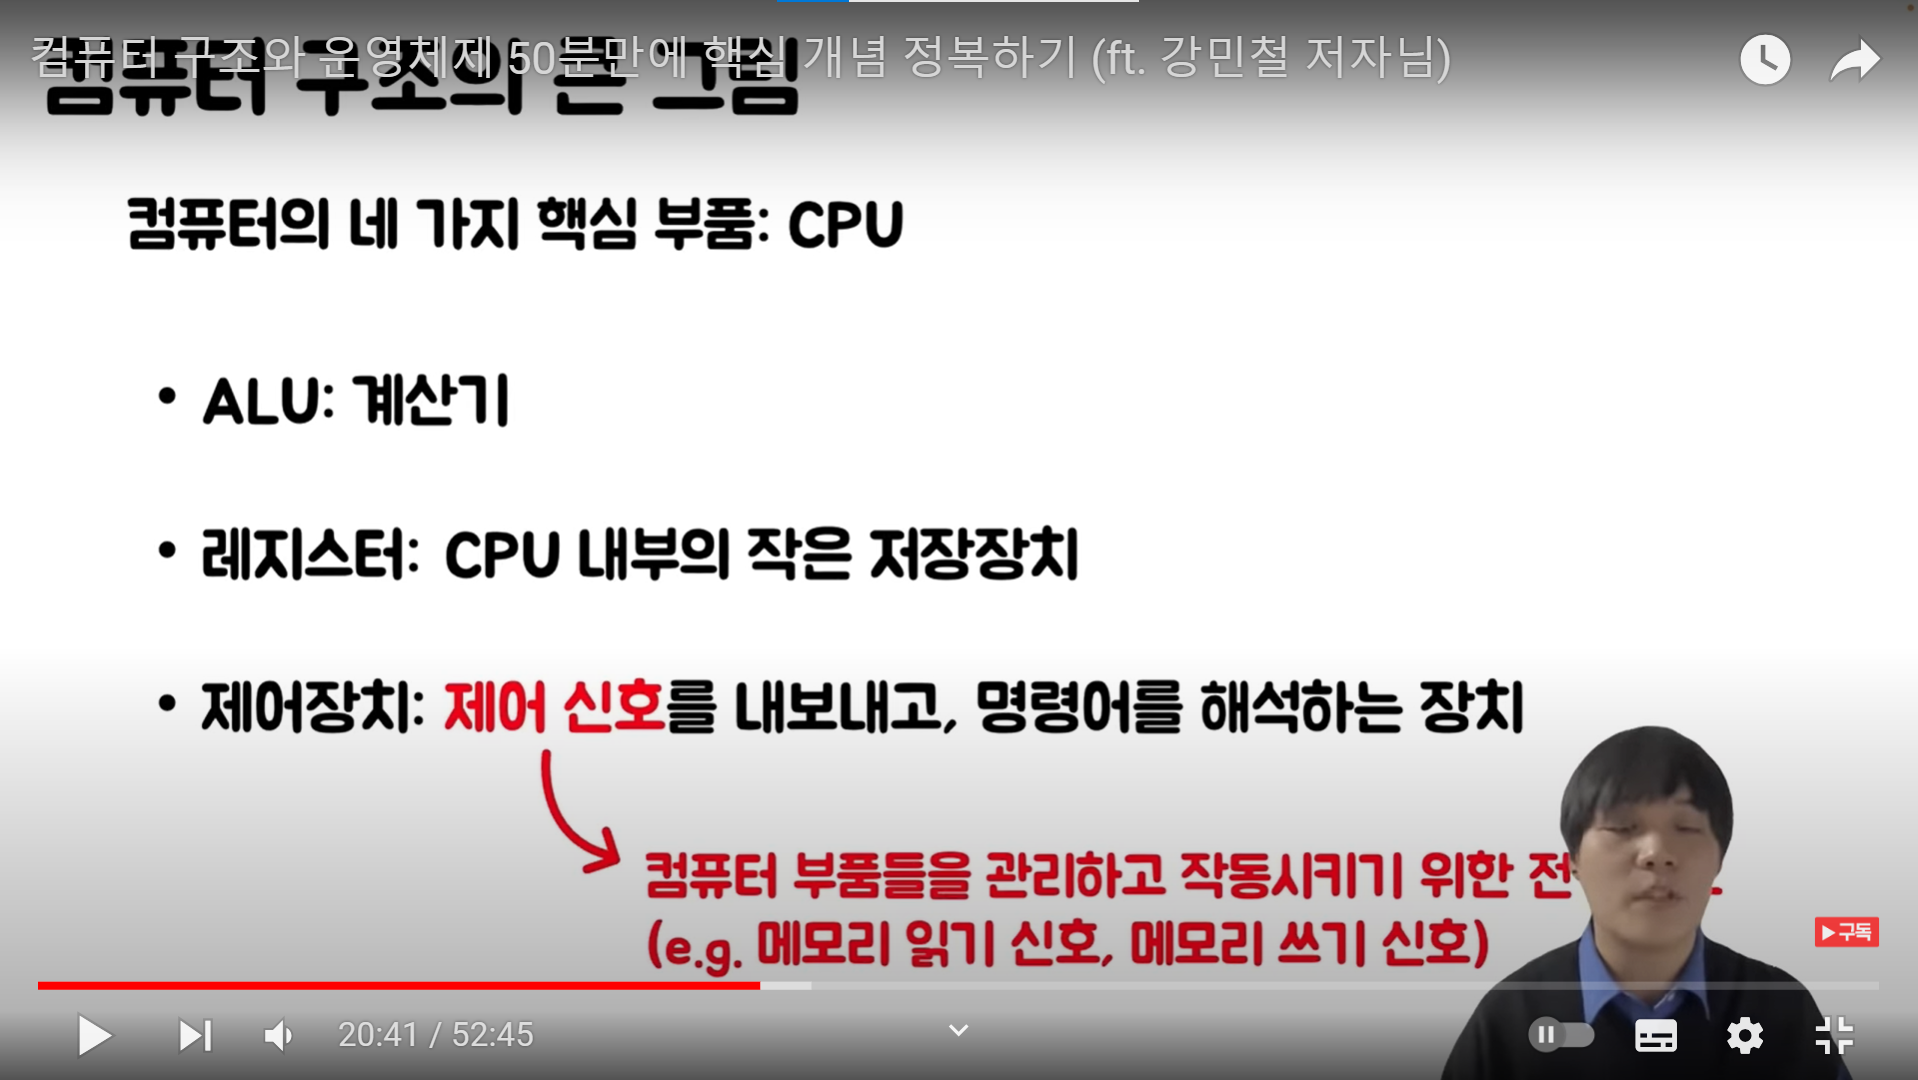 컴퓨터 구조와 운영체제 50분만에 핵심 개념 정복하기 (ft. 강민철 저자님)
컴퓨터 구조의 큰 그림
컴퓨터의 네 가지 핵심 부품: CPU
• ALU: 계산기
• 레지스터: CPU 내부의 작은 저장장치
• 제어장치: 제어 신호를 내보내고, 명령어를 해석하는 장치
컴퓨터 부품들을 관리하고 작동시키기 위한
(e.g. 메모리 읽기 신호, 메모리 쓰기 신호)
구독
20:41 / 52:45